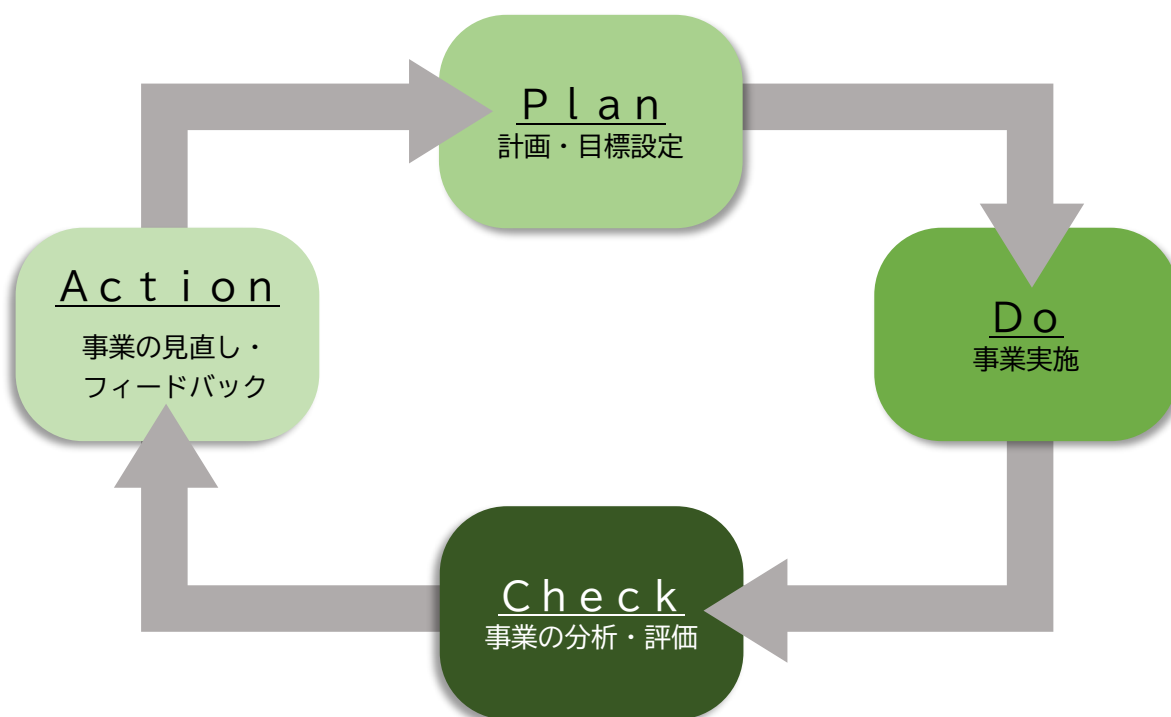 Ｐｌａｎ
計画・目標設定
Ｄｏ
事業実施
Ｃｈｅｃｋ
事業の分析・評価
Ａｃｔｉｏｎ
事業の見直し・
フィードバック